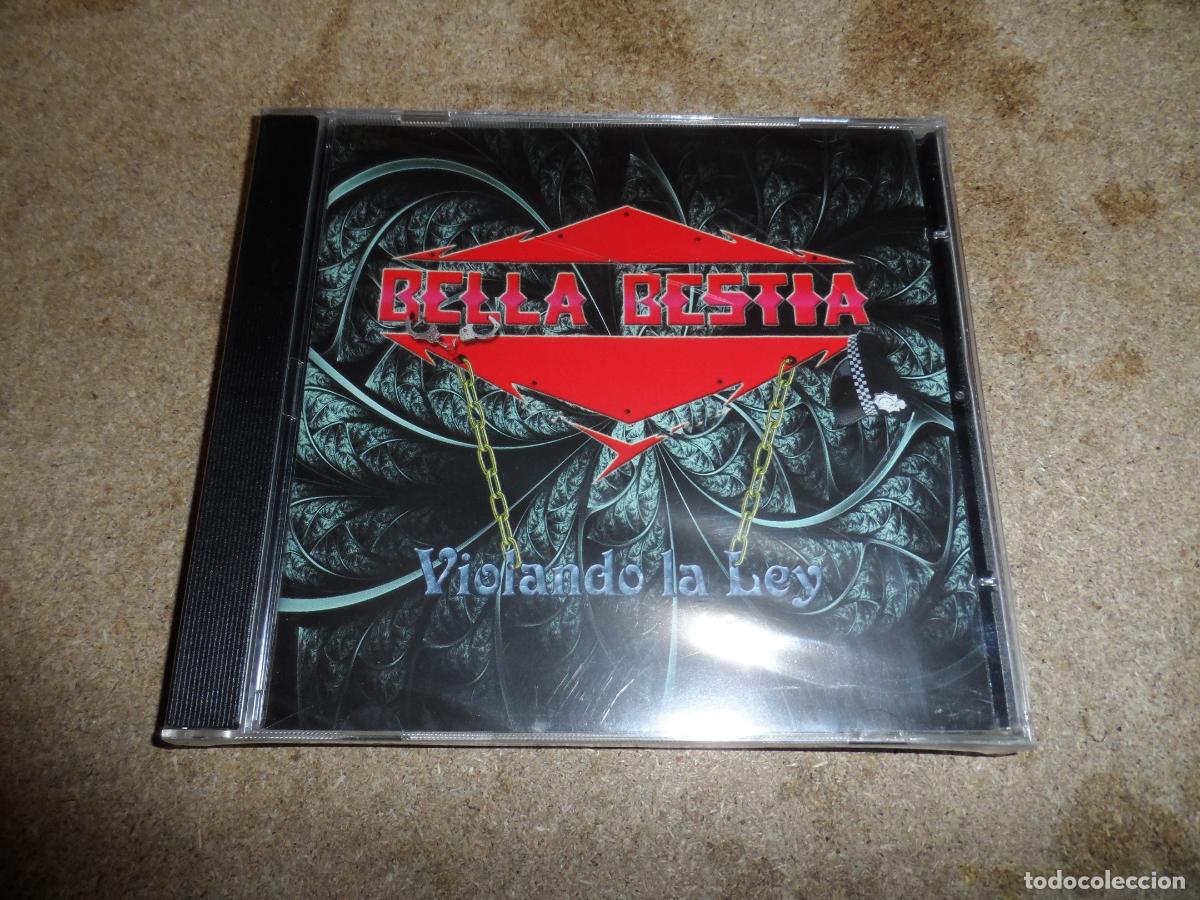 BELLA BESTIA
Violando la Ley
todocoleccion